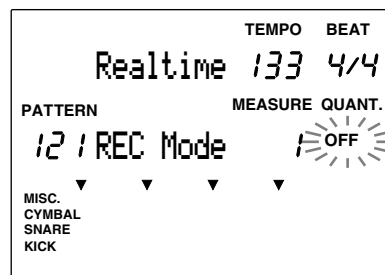 TEMPO BEAT
Realtime 133 4/4
PATTERN MEASURE QUANT.
121 REC Mode 1 OFF
MISC.
CYMBAL
SNARE
KICK